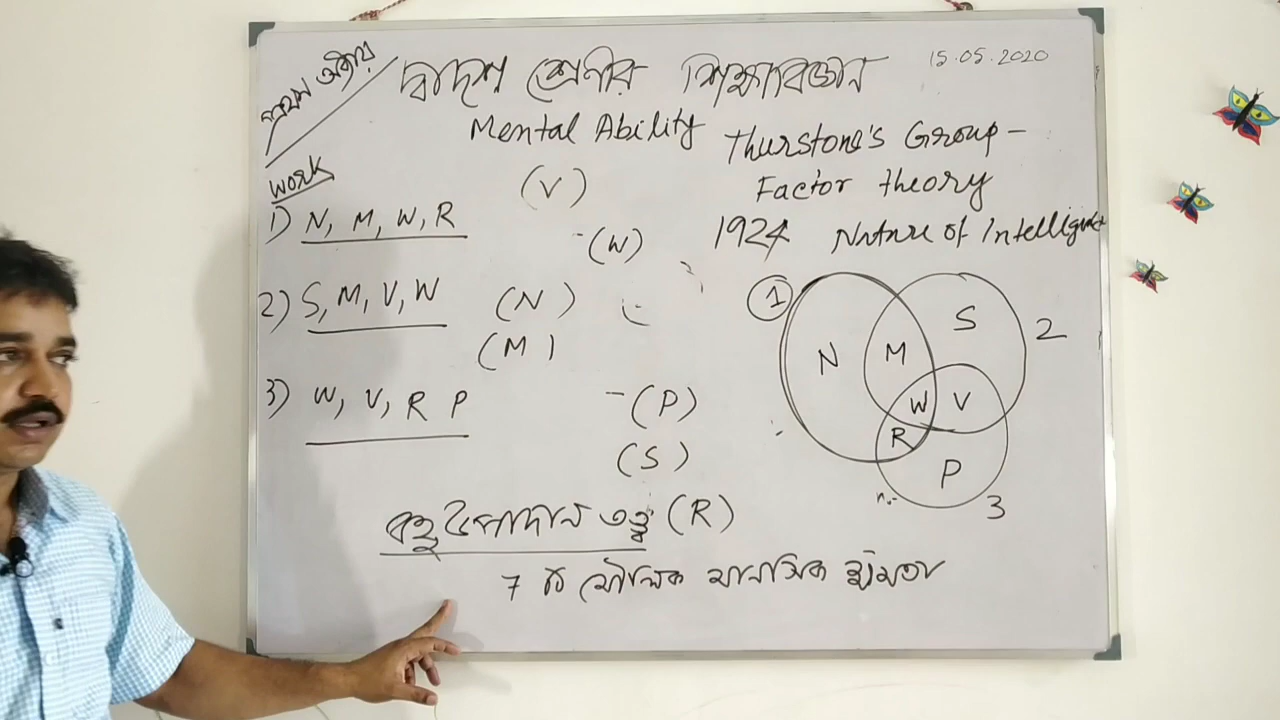 প্রথম অধ্যায়
দ্বাদশ শ্রেণীর শিক্ষাবিজ্ঞান
15.05.2020
Mental Ability
Thurstone's Group-
Factor theory
1924 Nature of Intelligence
Work
1) N, M, W, R
2) S, M, V, W
3) W, V, R P
(V)
-(W)
(N)
(M)
-(P)
(S)
বহু উপাদান তত্ত্ব (R)
7 টি মৌলিক মানসিক ক্ষমতা
1
N
M
S
2
W
V
R
P
3